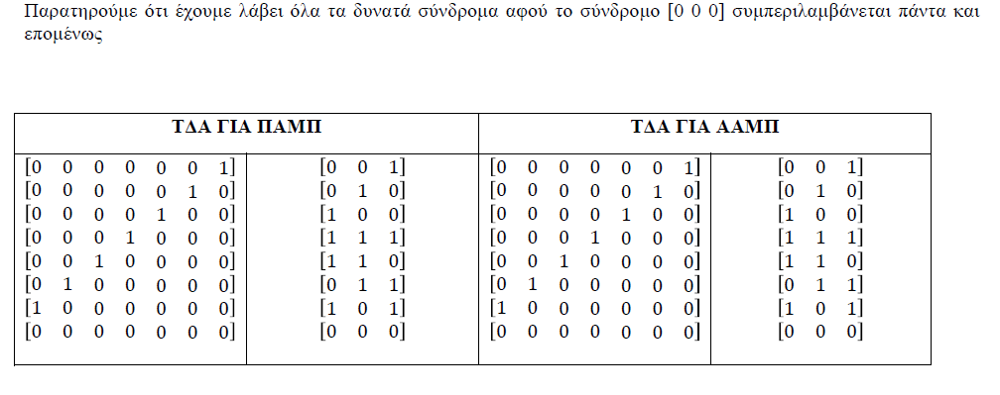 Παρατηρούμε ότι έχουμε λάβει όλα τα δυνατά σύνδρομα αφού το σύνδρομο [0 0 0] συμπεριλαμβάνεται πάντα και
επομένως
ΤΔΑ ΓΙΑ ΠΑΜΠ ΤΔΑ ΓΙΑ ΑΑΜΠ
[0 0 0 0 0 0 1] [0 0 1] [0 0 0 0 0 0 1] [0 0 1]
[0 0 0 0 0 1 0] [0 1 0] [0 0 0 0 0 1 0] [0 1 0]
[0 0 0 0 1 0 0] [1 0 0] [0 0 0 0 1 0 0] [1 0 0]
[0 0 0 1 0 0 0] [1 1 1] [0 0 0 1 0 0 0] [1 1 1]
[0 0 1 0 0 0 0] [1 1 0] [0 0 1 0 0 0 0] [1 1 0]
[0 1 0 0 0 0 0] [0 1 1] [0 1 0 0 0 0 0] [0 1 1]
[1 0 0 0 0 0 0] [1 0 1] [1 0 0 0 0 0 0] [1 0 1]
[0 0 0 0 0 0 0] [0 0 0] [0 0 0 0 0 0 0] [0 0 0]